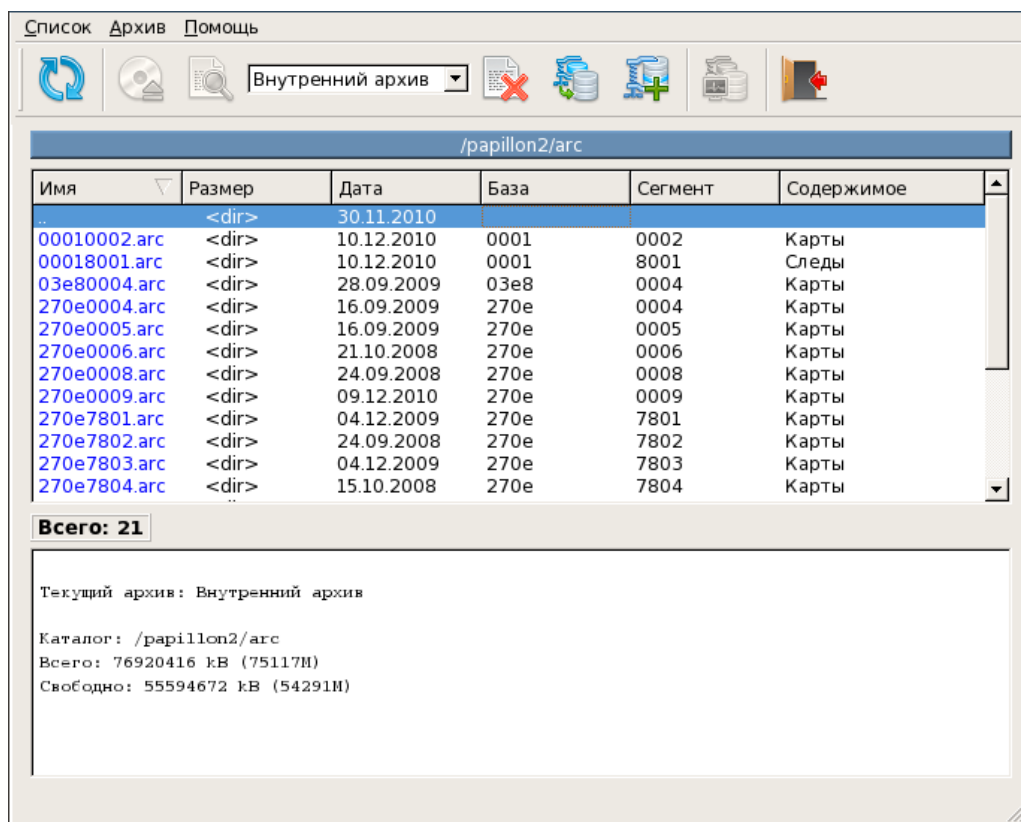 Список Архив Помощь
Внутренний архив
/papillon2/arc
Имя Размер Дата База Сегмент Содержимое
.. <dir> 30.11.2010
00010002.arc <dir> 10.12.2010 0001 0002 Карты
00018001.arc <dir> 10.12.2010 0001 8001 Следы
03e80004.arc <dir> 28.09.2009 03e8 0004 Карты
270e0004.arc <dir> 16.09.2009 270e 0004 Карты
270e0005.arc <dir> 16.09.2009 270e 0005 Карты
270e0006.arc <dir> 21.10.2008 270e 0006 Карты
270e0008.arc <dir> 24.09.2008 270e 0008 Карты
270e0009.arc <dir> 09.12.2010 270e 0009 Карты
270e7801.arc <dir> 04.12.2009 270e 7801 Карты
270e7802.arc <dir> 24.09.2008 270e 7802 Карты
270e7803.arc <dir> 04.12.2009 270e 7803 Карты
270e7804.arc <dir> 15.10.2008 270e 7804 Карты
Всего: 21
Текущий архив: Внутренний архив
Каталог: /papillon2/arc
Всего: 76920416 kB (75117M)
Свободно: 55594672 kB (54291M)